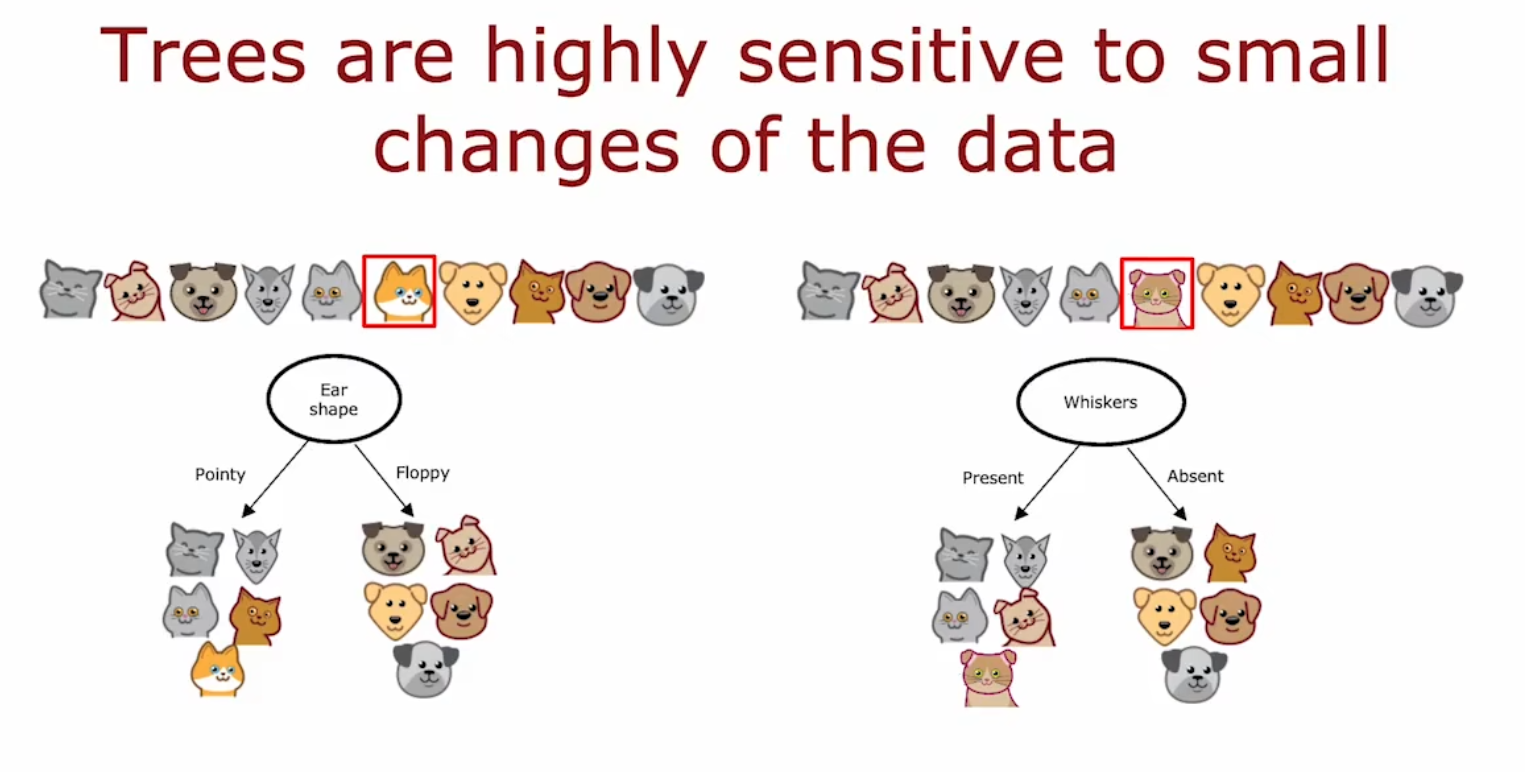 Trees are highly sensitive to small
changes of the data
Ear
shape
Pointy
Floppy
Whiskers
Present
Absent